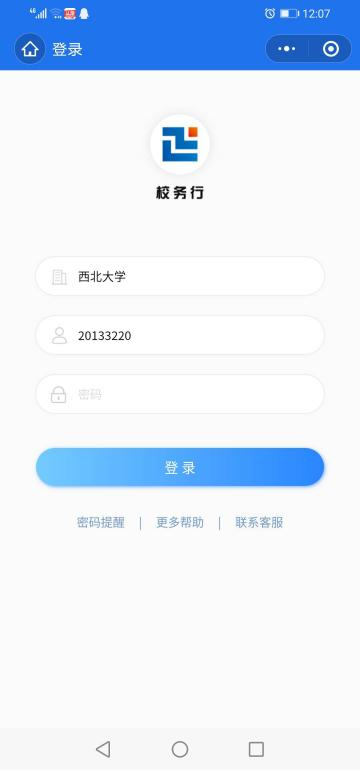 12:07
登录
校务行
西北大学
20133220
密码
登录
密码提醒 | 更多帮助 | 联系客服